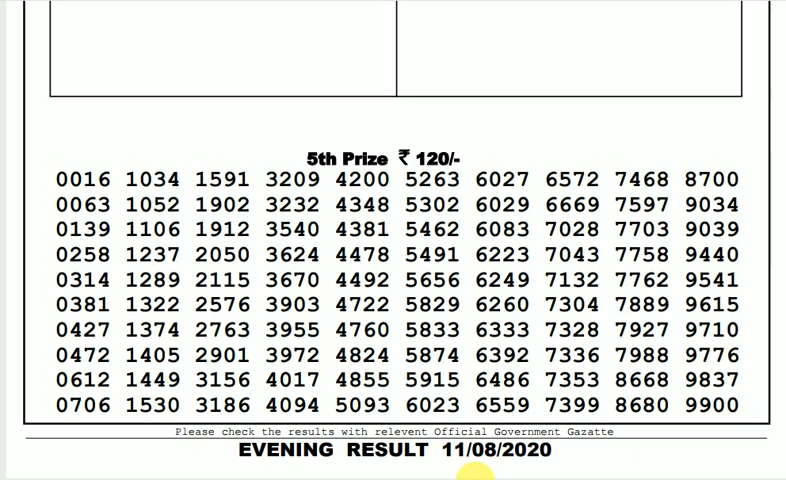 5th Prize ₹ 120/-
0016 1034 1591 3209 4200 5263 6027 6572 7468 8700
0063 1052 1902 3232 4348 5302 6029 6669 7597 9034
0139 1106 1912 3540 4381 5462 6083 7028 7703 9039
0258 1237 2050 3624 4478 5491 6223 7043 7758 9440
0314 1289 2115 3670 4492 5656 6249 7132 7762 9541
0381 1322 2576 3903 4722 5829 6260 7304 7889 9615
0427 1374 2763 3955 4760 5833 6333 7328 7927 9710
0472 1405 2901 3972 4824 5874 6392 7336 7988 9776
0612 1449 3156 4017 4855 5915 6486 7353 8668 9837
0706 1530 3186 4094 5093 6023 6559 7399 8680 9900
Please check the results with relevent Official Government Gazatte
EVENING RESULT 11/08/2020